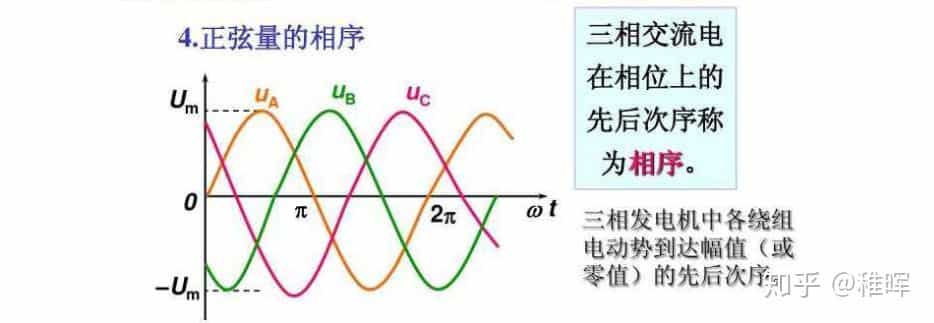 4.正弦量的相序
三相交流电
在相位上的
先后次序称
为相序。
Um
uA
uB
uC
0
π
2π
ω t
-Um
三相发电机中各绕组
电动势到达幅值（或
零值）的先后次序。
知乎 @稚晖